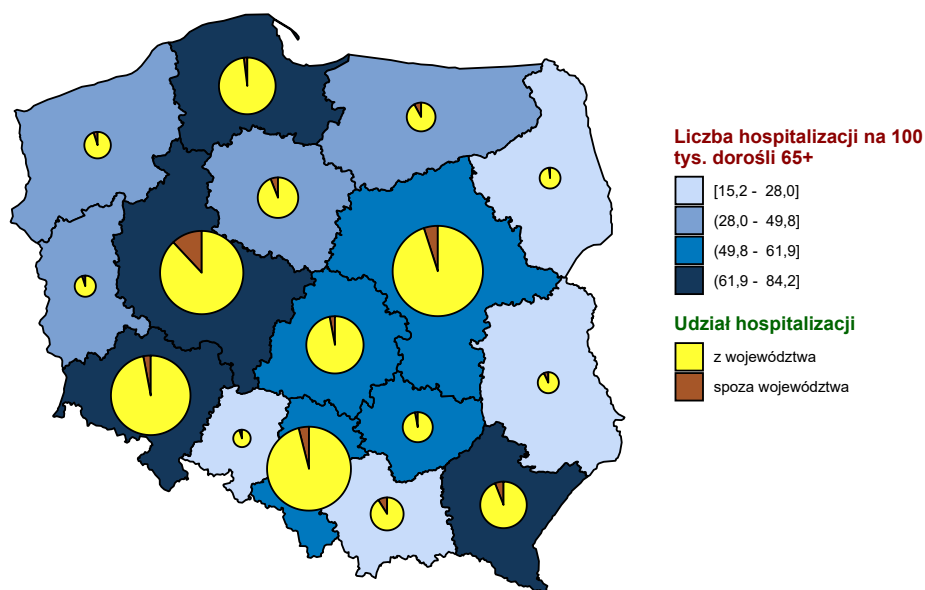 Liczba hospitalizacji na 100
tys. dorośli 65+
[15,2 - 28,0]
(28,0 - 49,8]
(49,8 - 61,9]
(61,9 - 84,2]
Udział hospitalizacji
z województwa
spoza województwa